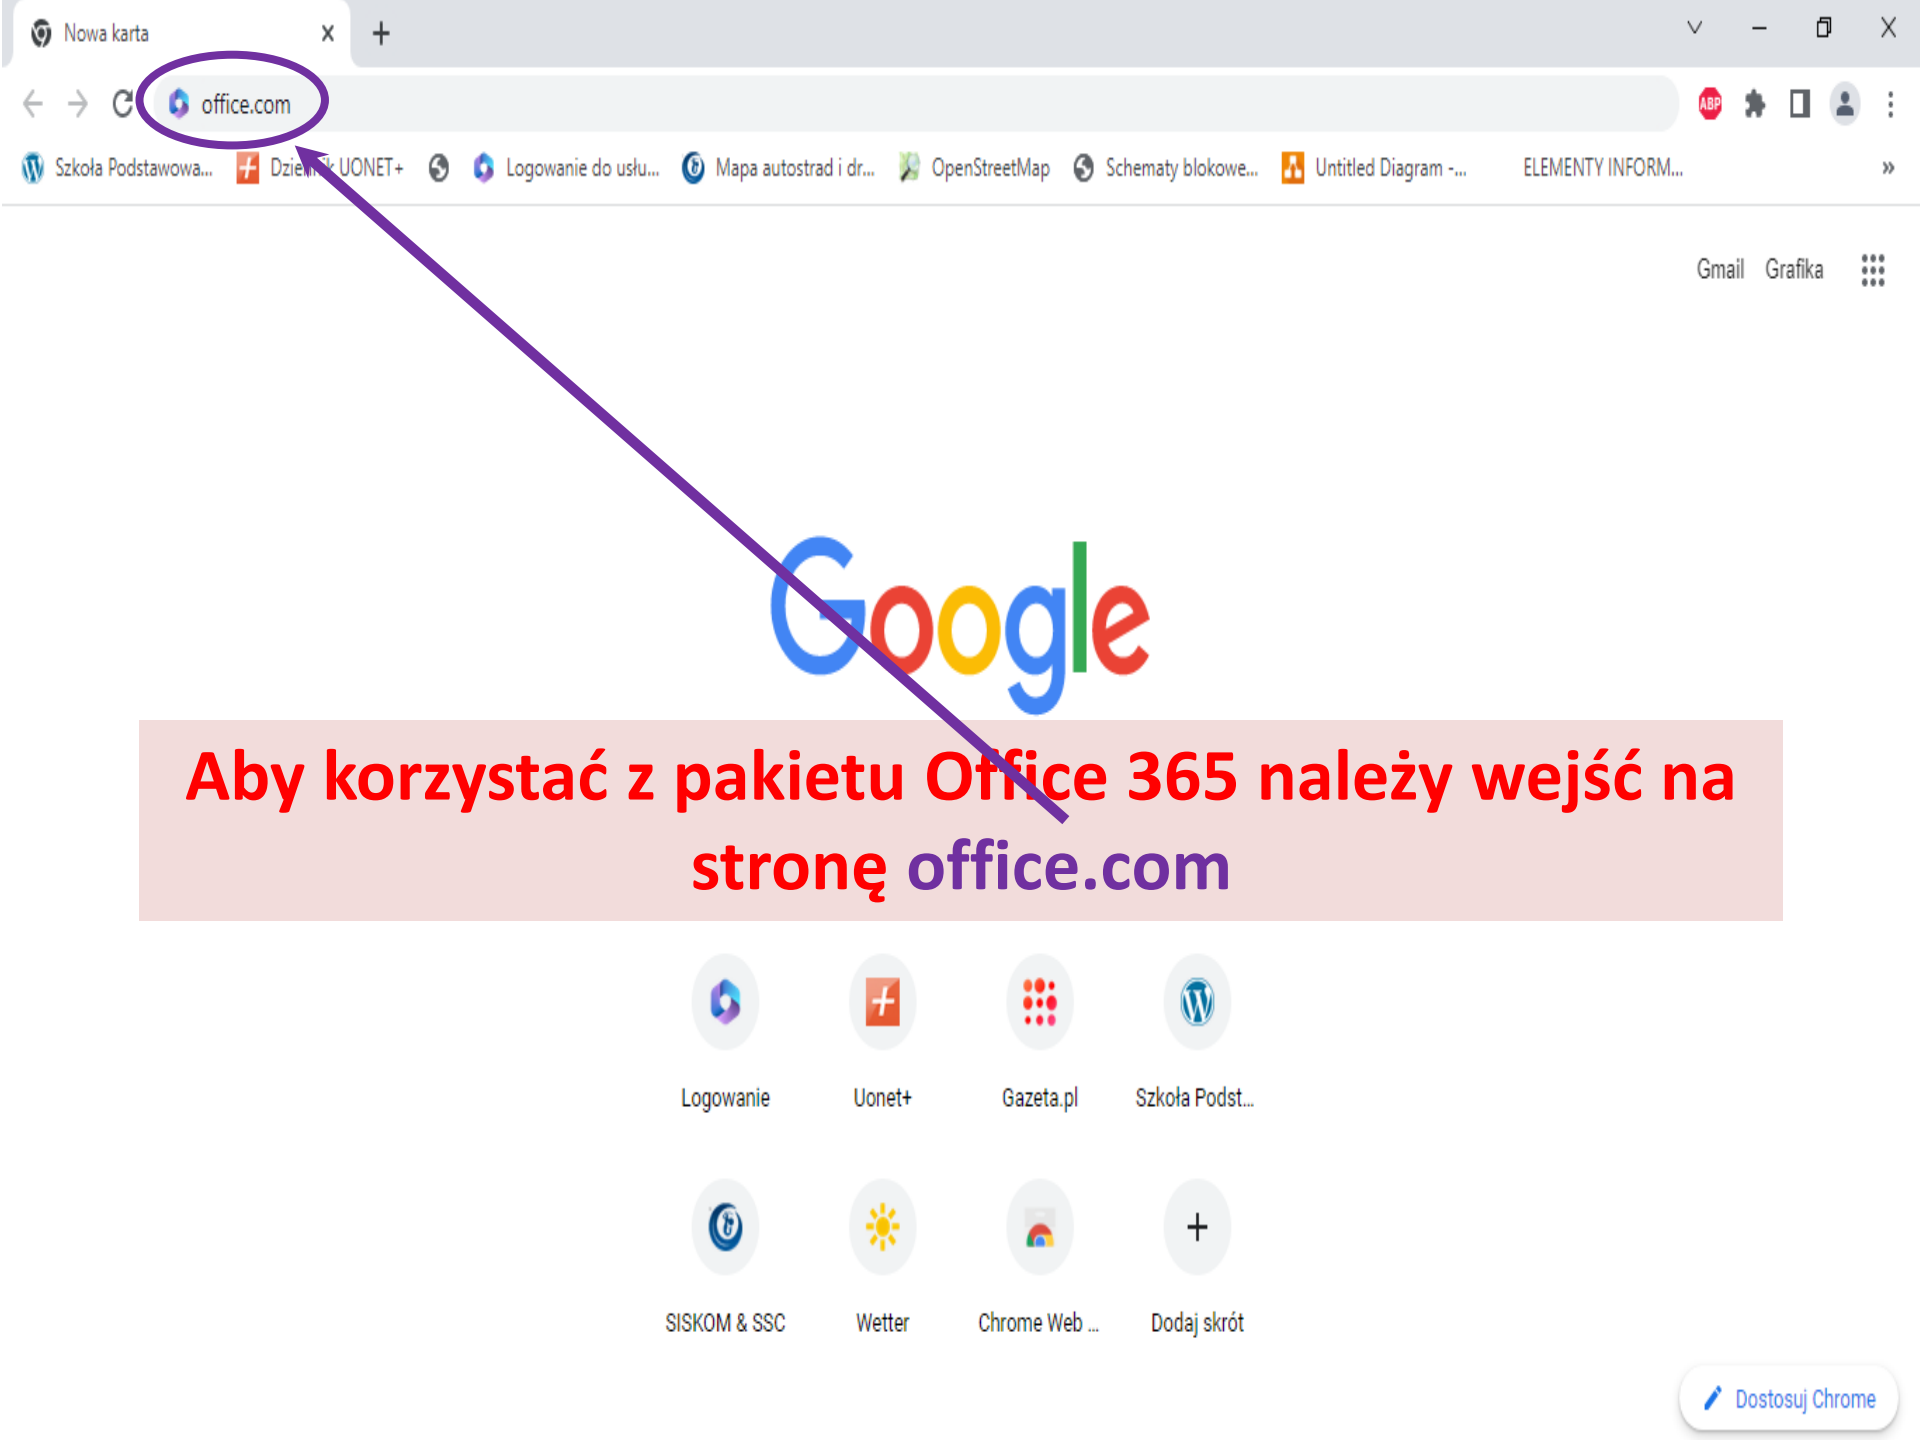 Nowa karta
office.com
Szkoła Podstawowa... Dziennik UONET+ Logowanie do usłu... Mapa autostrad i dr... OpenStreetMap Schematy blokowe... Untitled Diagram -... ELEMENTY INFORM... »
ABP
Gmail Grafika
Google
Aby korzystać z pakietu Office 365 należy wejść na
stronę office.com
Logowanie Uonet+ Gazeta.pl Szkoła Podst...
SISKOM & SSC Wetter Chrome Web ... Dodaj skrót
Dostosuj Chrome